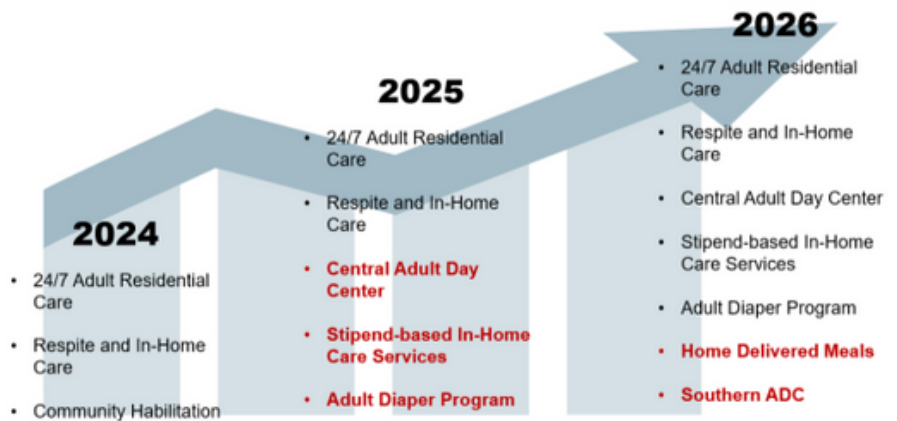 2024
• 24/7 Adult Residential
Care
• Respite and In-Home
Care
• Community Habilitation
2025
• 24/7 Adult Residential
Care
• Respite and In-Home
Care
• Central Adult Day
Center
• Stipend-based In-Home
Care Services
• Adult Diaper Program
2026
• 24/7 Adult Residential
Care
• Respite and In-Home
Care
• Central Adult Day Center
• Stipend-based In-Home
Care Services
• Adult Diaper Program
• Home Delivered Meals
• Southern ADC